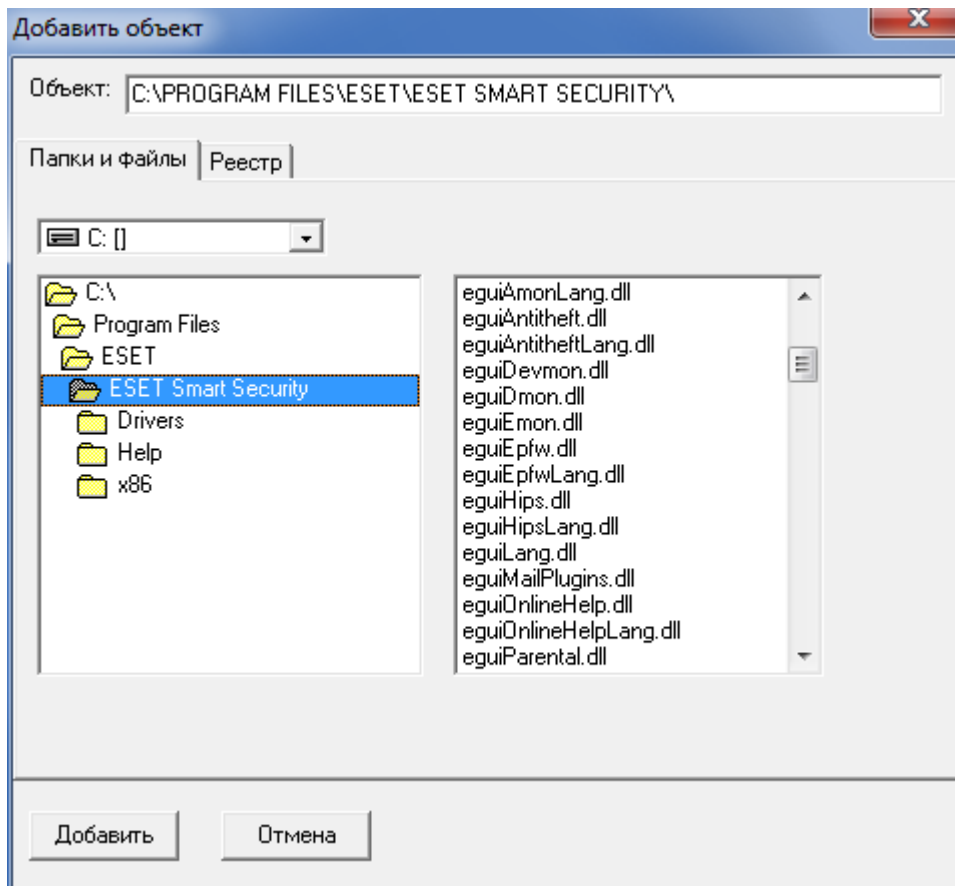 Добавить объект
Объект: C:\PROGRAM FILES\ESET\ESET SMART SECURITY\
Папки и файлы Реестр
C: []
C:\
Program Files
ESET
ESET Smart Security
Drivers
Help
x86
eguiAmonLang.dll
eguiAntitheft.dll
eguiAntitheftLang.dll
eguiDevmon.dll
eguiDmon.dll
eguiEmon.dll
eguiEpfw.dll
eguiEpfwLang.dll
eguiHips.dll
eguiHipsLang.dll
eguiLang.dll
eguiMailPlugins.dll
eguiOnlineHelp.dll
eguiOnlineHelpLang.dll
eguiParental.dll
Добавить Отмена